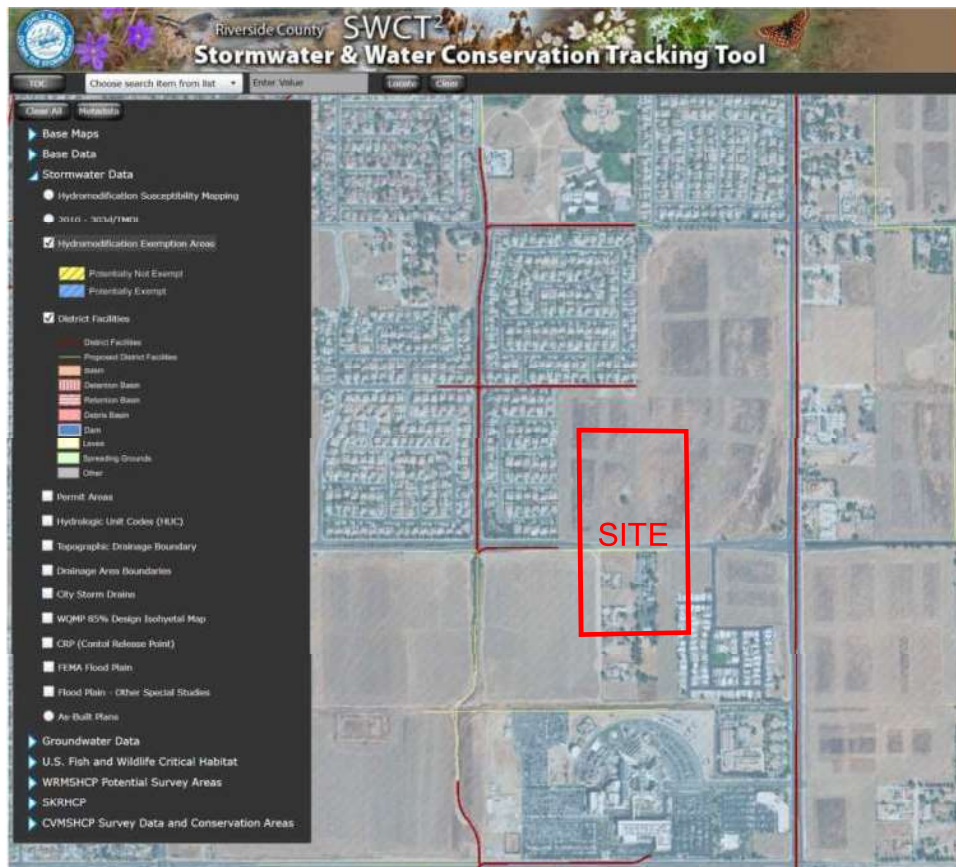 ONLY RAIN
Riverside County SWCT²
Stormwater & Water Conservation Tracking Tool
TOC Choose search item from list Enter Value Locate Clear
Clear All Metadata
Base Maps
Base Data
Stormwater Data
Hydromodification Susceptibility Mapping
Hydromodification Exemption Areas
Potentially Not Exempt
Potentially Exempt
District Facilities
District Facilities
Proposed District Facilities
Basin
Detention Basin
Retention Basin
Debris Basin
Dam
Levee
Spreading Grounds
Other
Permit Areas
Hydrologic Unit Codes (HUC)
Topographic Drainage Boundary
Drainage Area Boundaries
City Storm Drains
WQMP 85% Design Isohyetal Map
CRP (Contol Release Point)
FEMA Flood Plain
Flood Plain - Other Special Studies
As-Built Plans
Groundwater Data
U.S. Fish and Wildlife Critical Habitat
WRMSHCP Potential Survey Areas
SKRHCP
CVMSHCP Survey Data and Conservation Areas
SITE